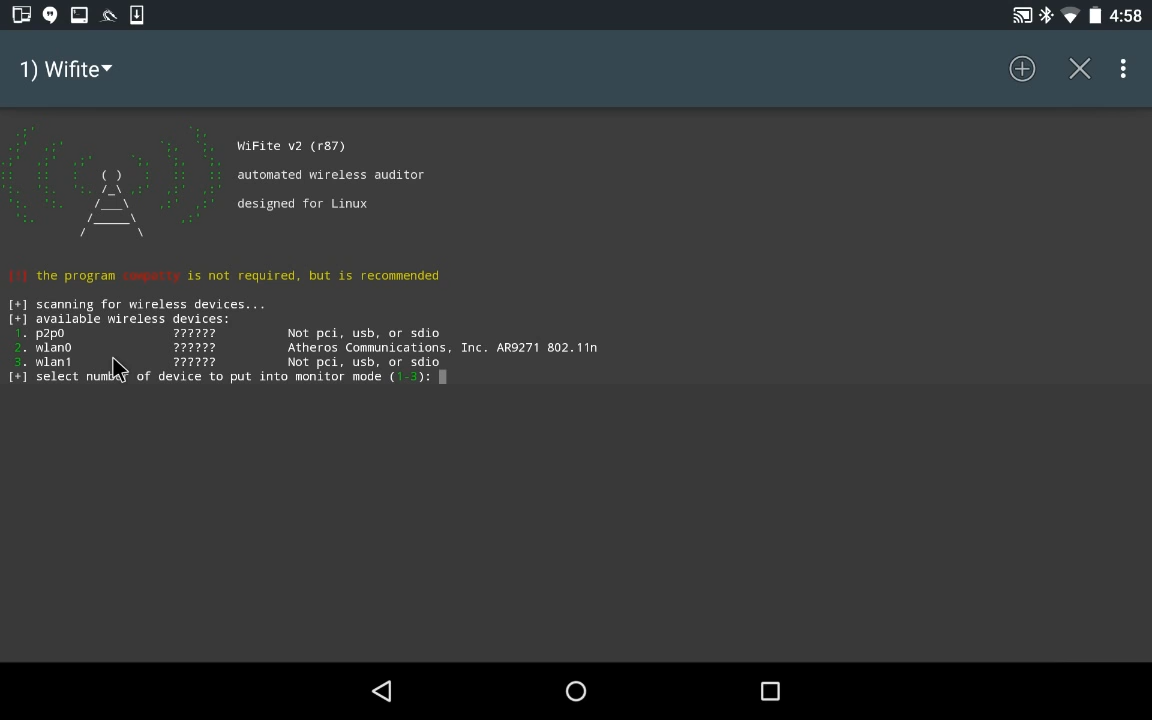 4:58
1) Wifite
WiFite v2 (r87)
automated wireless auditor
designed for Linux
[!] the program cowpatty is not required, but is recommended
[+] scanning for wireless devices...
[+] available wireless devices:
1. p2p0 ?????? Not pci, usb, or sdio
2. wlan0 ?????? Atheros Communications, Inc. AR9271 802.11n
3. wlan1 ?????? Not pci, usb, or sdio
[+] select number of device to put into monitor mode (1-3):